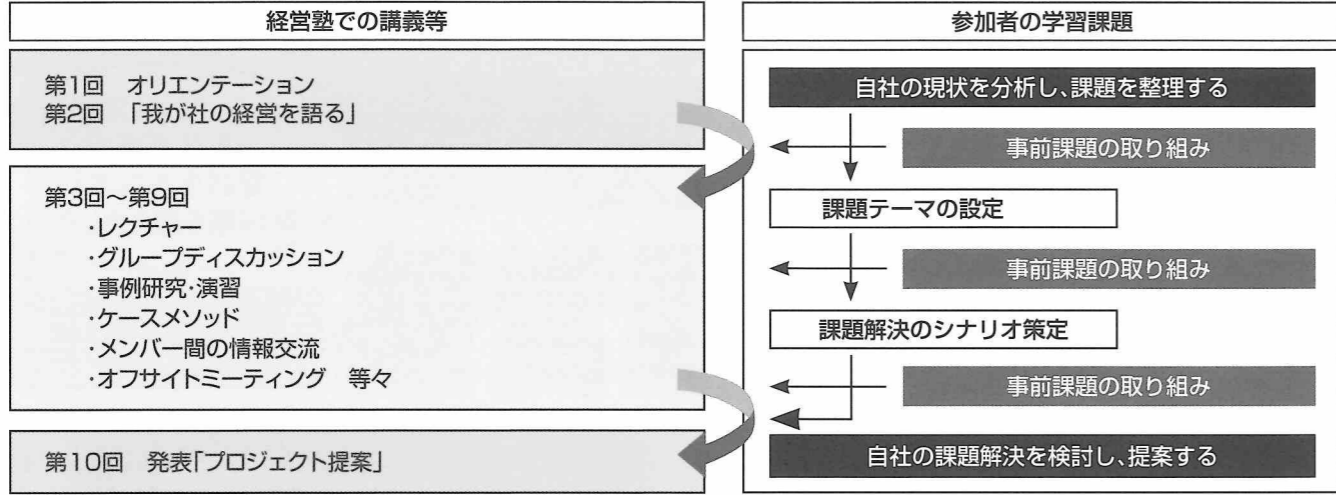 経営塾での講義等
第1回　オリエンテーション
第2回　「我が社の経営を語る」
第3回～第9回
・レクチャー
・グループディスカッション
・事例研究・演習
・ケースメソッド
・メンバー間の情報交流
・オフサイトミーティング　等々
第10回　発表「プロジェクト提案」
参加者の学習課題
自社の現状を分析し、課題を整理する
事前課題の取り組み
課題テーマの設定
事前課題の取り組み
課題解決のシナリオ策定
事前課題の取り組み
自社の課題解決を検討し、提案する